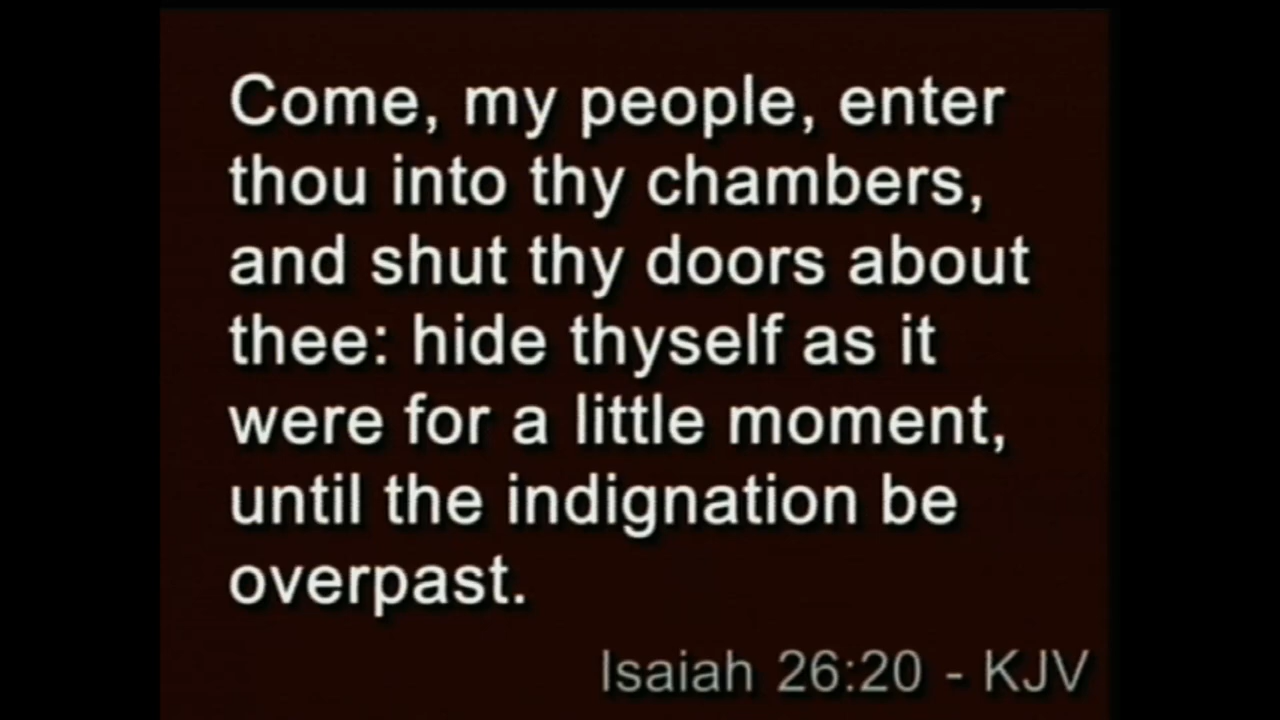 Come, my people, enter
thou into thy chambers,
and shut thy doors about
thee: hide thyself as it
were for a little moment,
until the indignation be
overpast.
Isaiah 26:20 - KJV